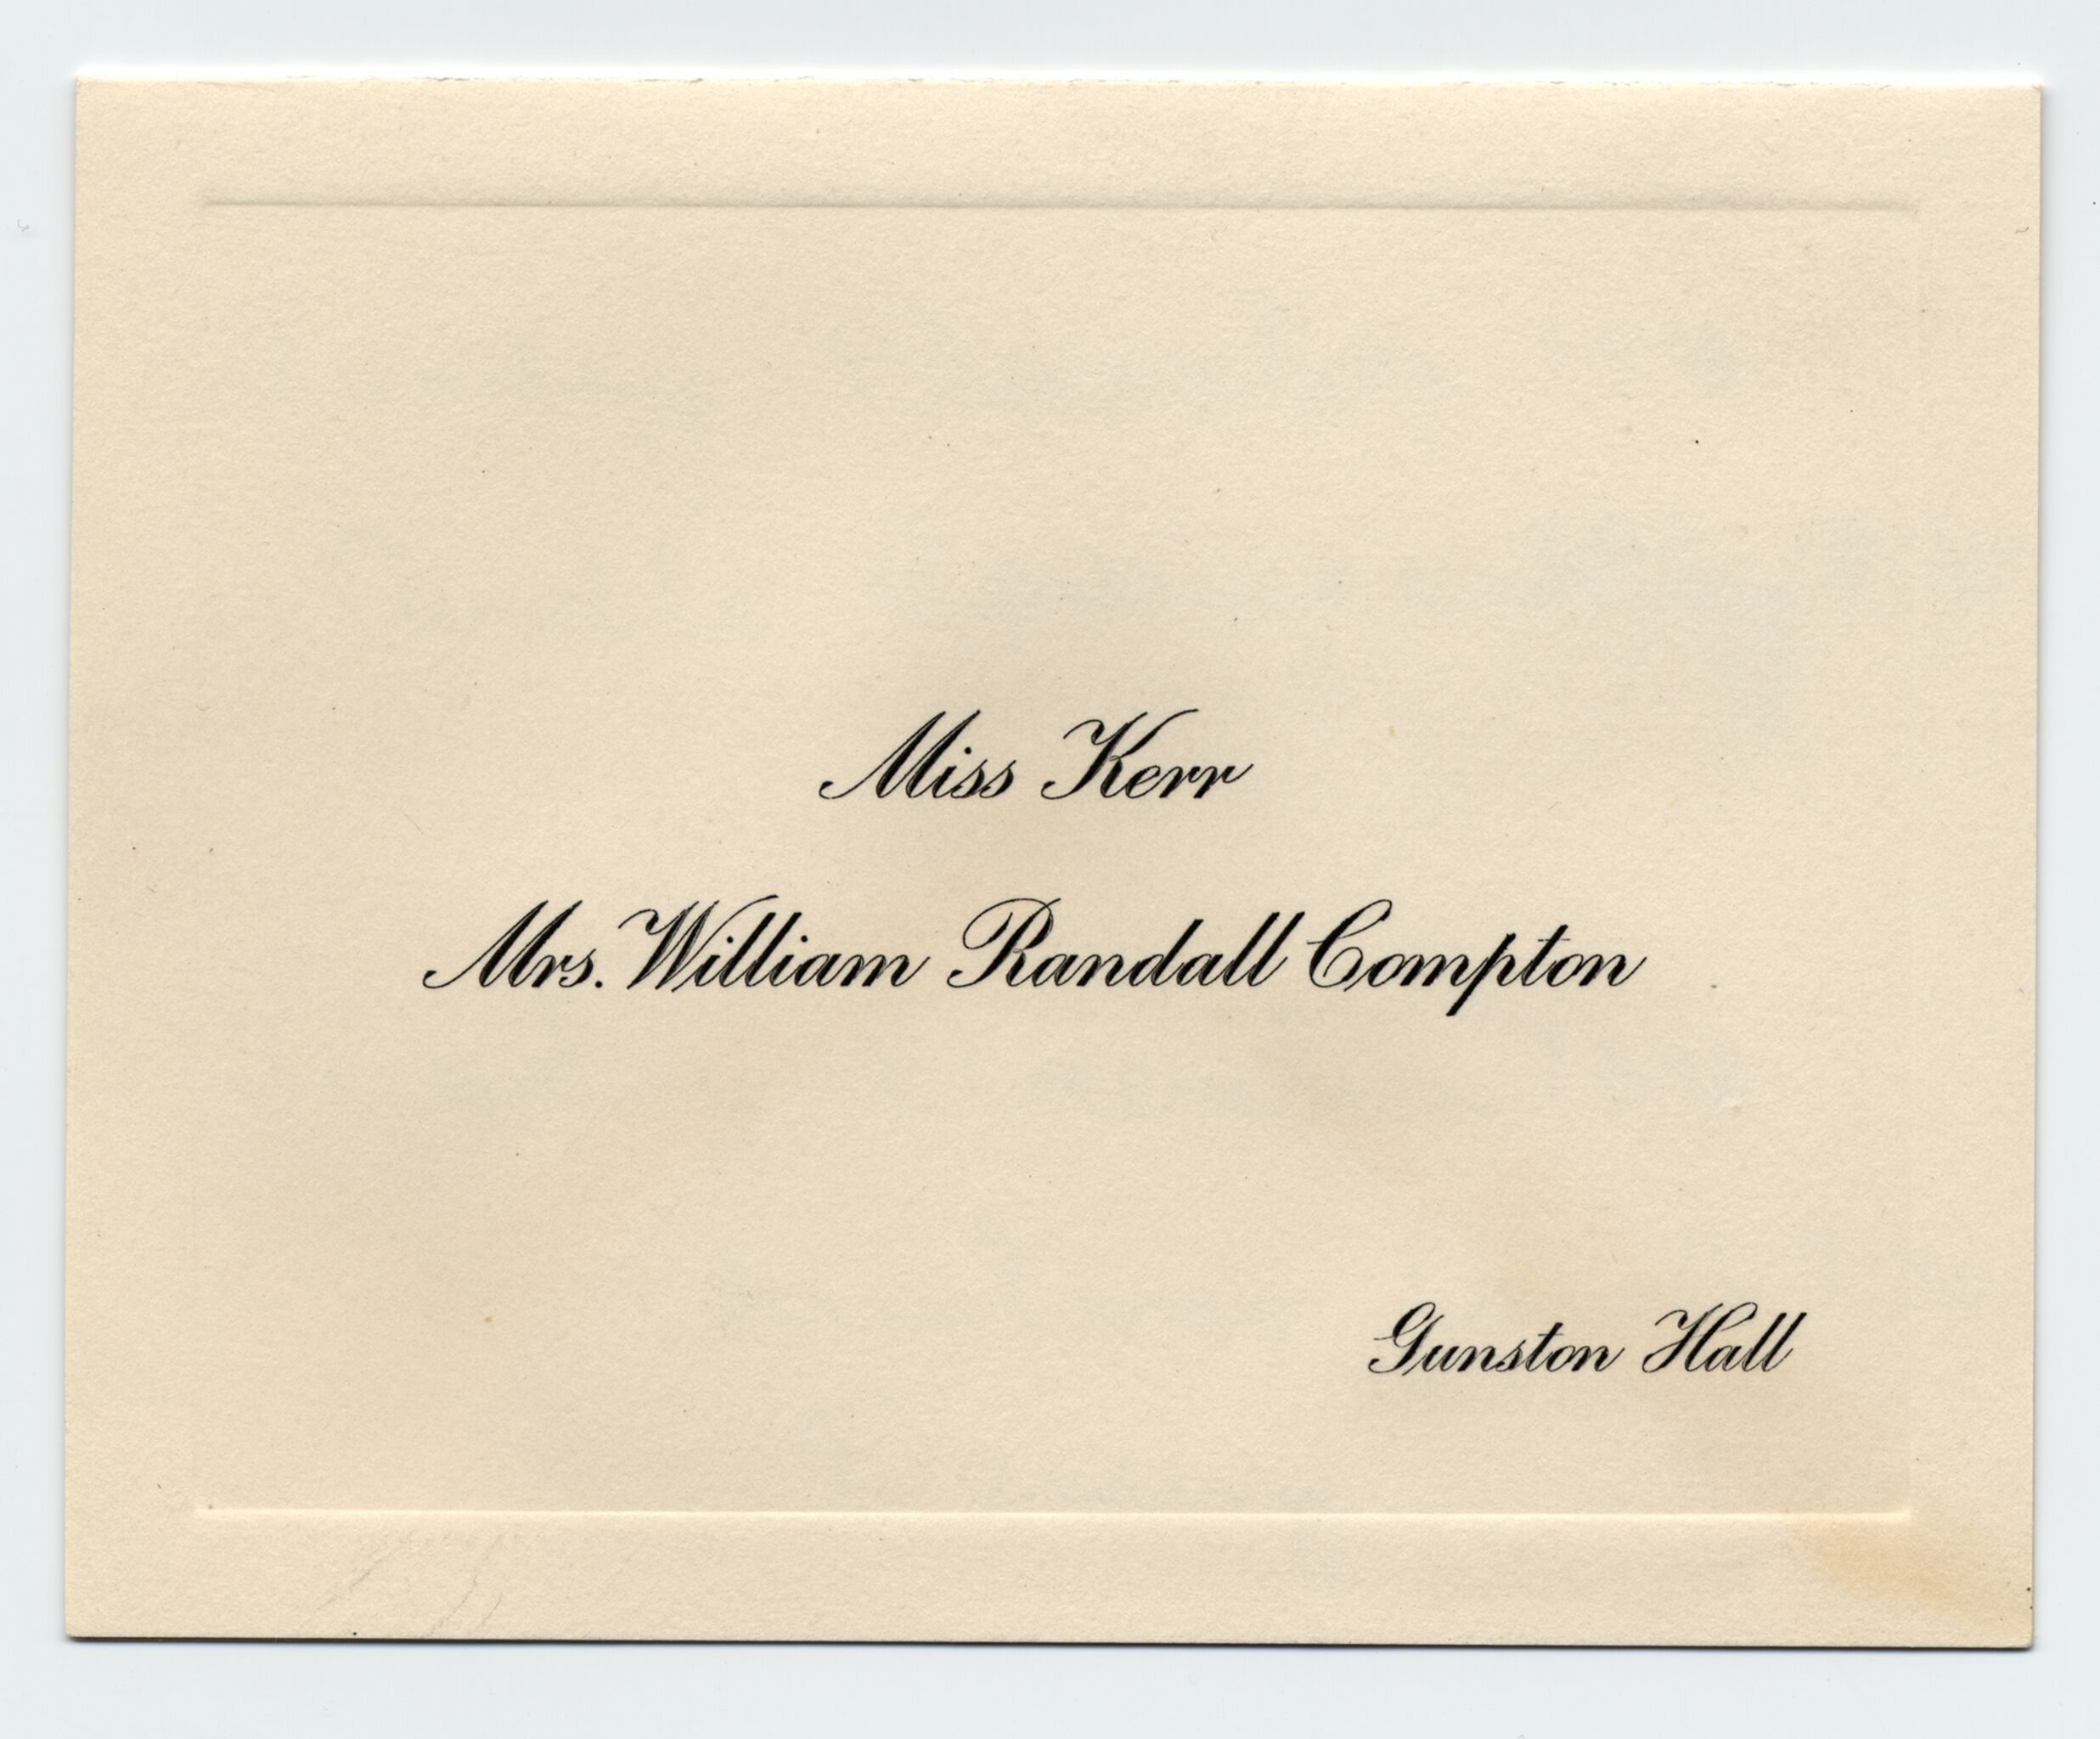 Miss Kerr
Mrs. William Randall Compton
Gunston Hall